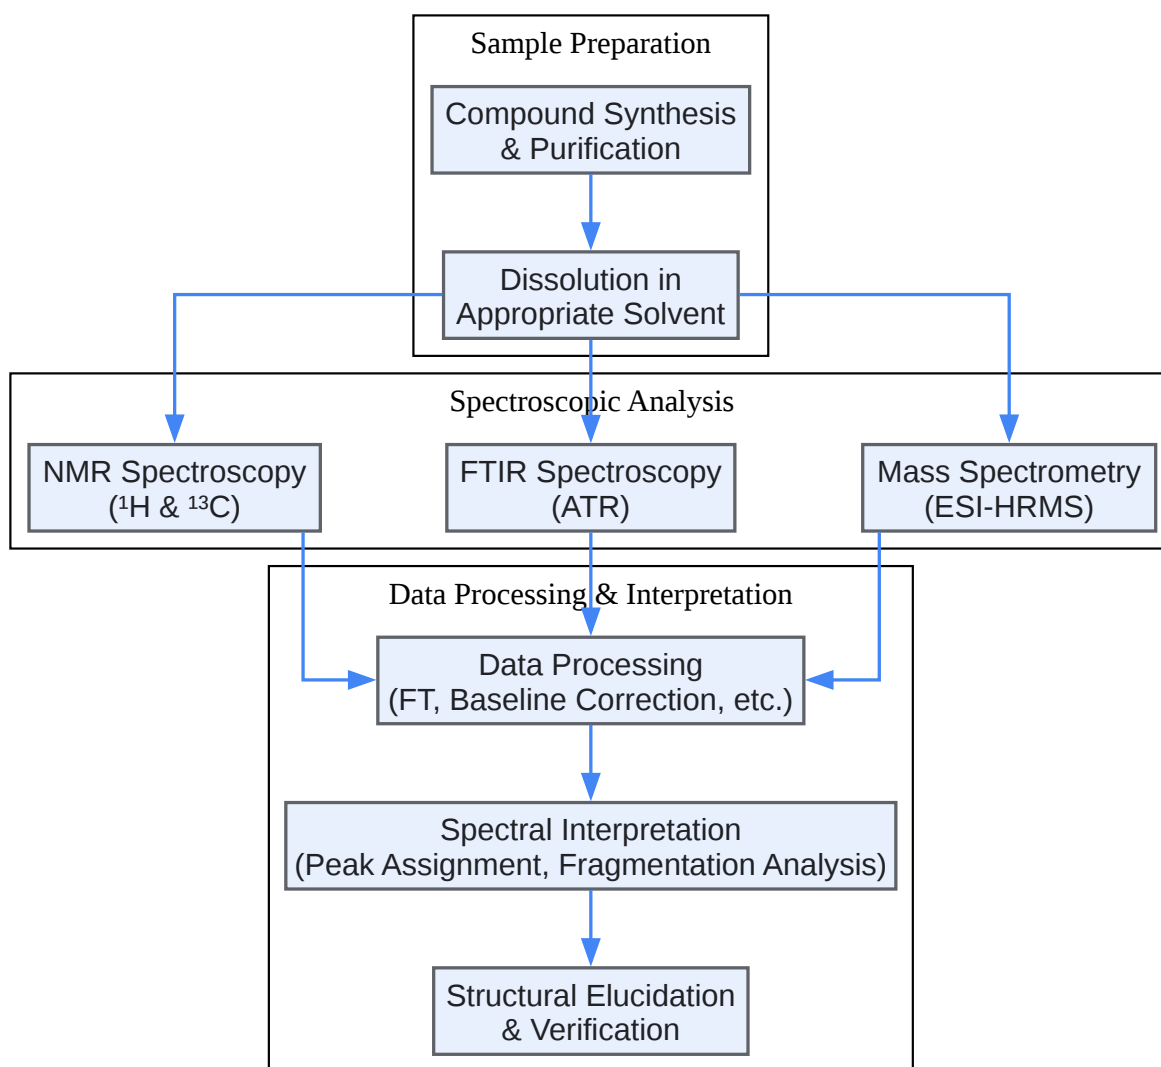 Sample Preparation
Compound Synthesis
& Purification
Dissolution in
Appropriate Solvent
Spectroscopic Analysis
NMR Spectroscopy
(¹H & ¹³C)
FTIR Spectroscopy
(ATR)
Mass Spectrometry
(ESI-HRMS)
Data Processing & Interpretation
Data Processing
(FT, Baseline Correction, etc.)
Spectral Interpretation
(Peak Assignment, Fragmentation Analysis)
Structural Elucidation
& Verification